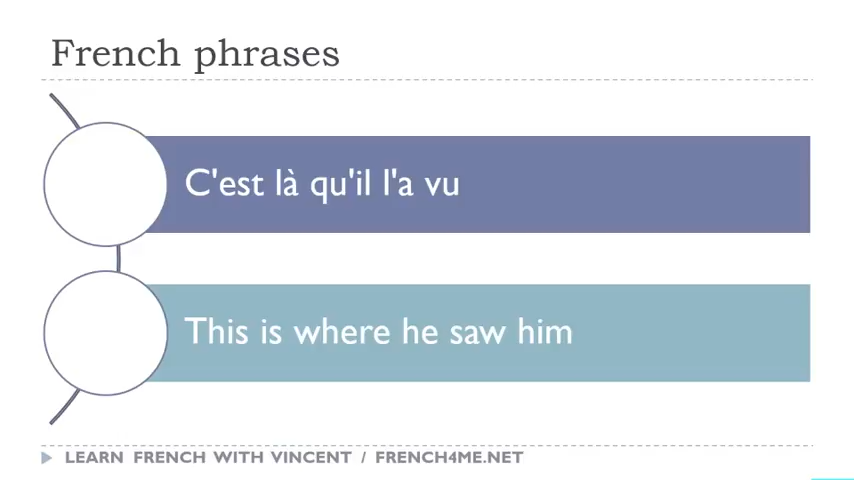 French phrases
C'est là qu'il l'a vu
This is where he saw him
LEARN FRENCH WITH VINCENT / FRENCH4ME.NET